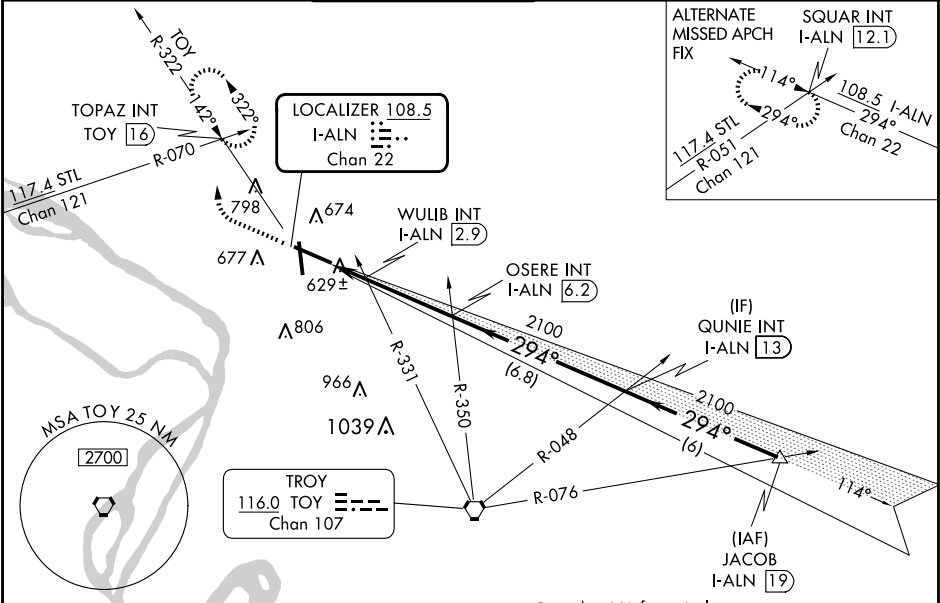 TOY
R-322
142°
322°
TOPAZ INT
TOY 16
R-070
117.4 STL
Chan 121
LOCALIZER 108.5
I-ALN
Chan 22
ALTERNATE
MISSED APCH
FIX
SQUAR INT
I-ALN 12.1
114°
294°
108.5 I-ALN
294°
Chan 22
117.4 STL
R-051
Chan 121
798
674
677
629±
806
966
1039
WULIB INT
I-ALN 2.9
OSERE INT
I-ALN 6.2
(IF)
QUNIE INT
I-ALN 13
2100
294°
(6.8)
2100
294°
(6)
R-331
R-350
R-048
R-076
114°
(IAF)
JACOB
I-ALN 19
MSA TOY 25 NM
2700
TROY
116.0 TOY
Chan 107